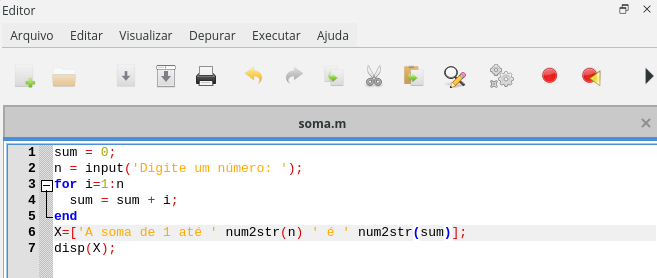 Editor
Arquivo Editar Visualizar Depurar Executar Ajuda
soma.m
1 sum = 0;
2 n = input('Digite um número: ');
3 for i=1:n
4 sum = sum + i;
5 end
6 X=['A soma de 1 até ' num2str(n) ' é ' num2str(sum)];
7 disp(X);